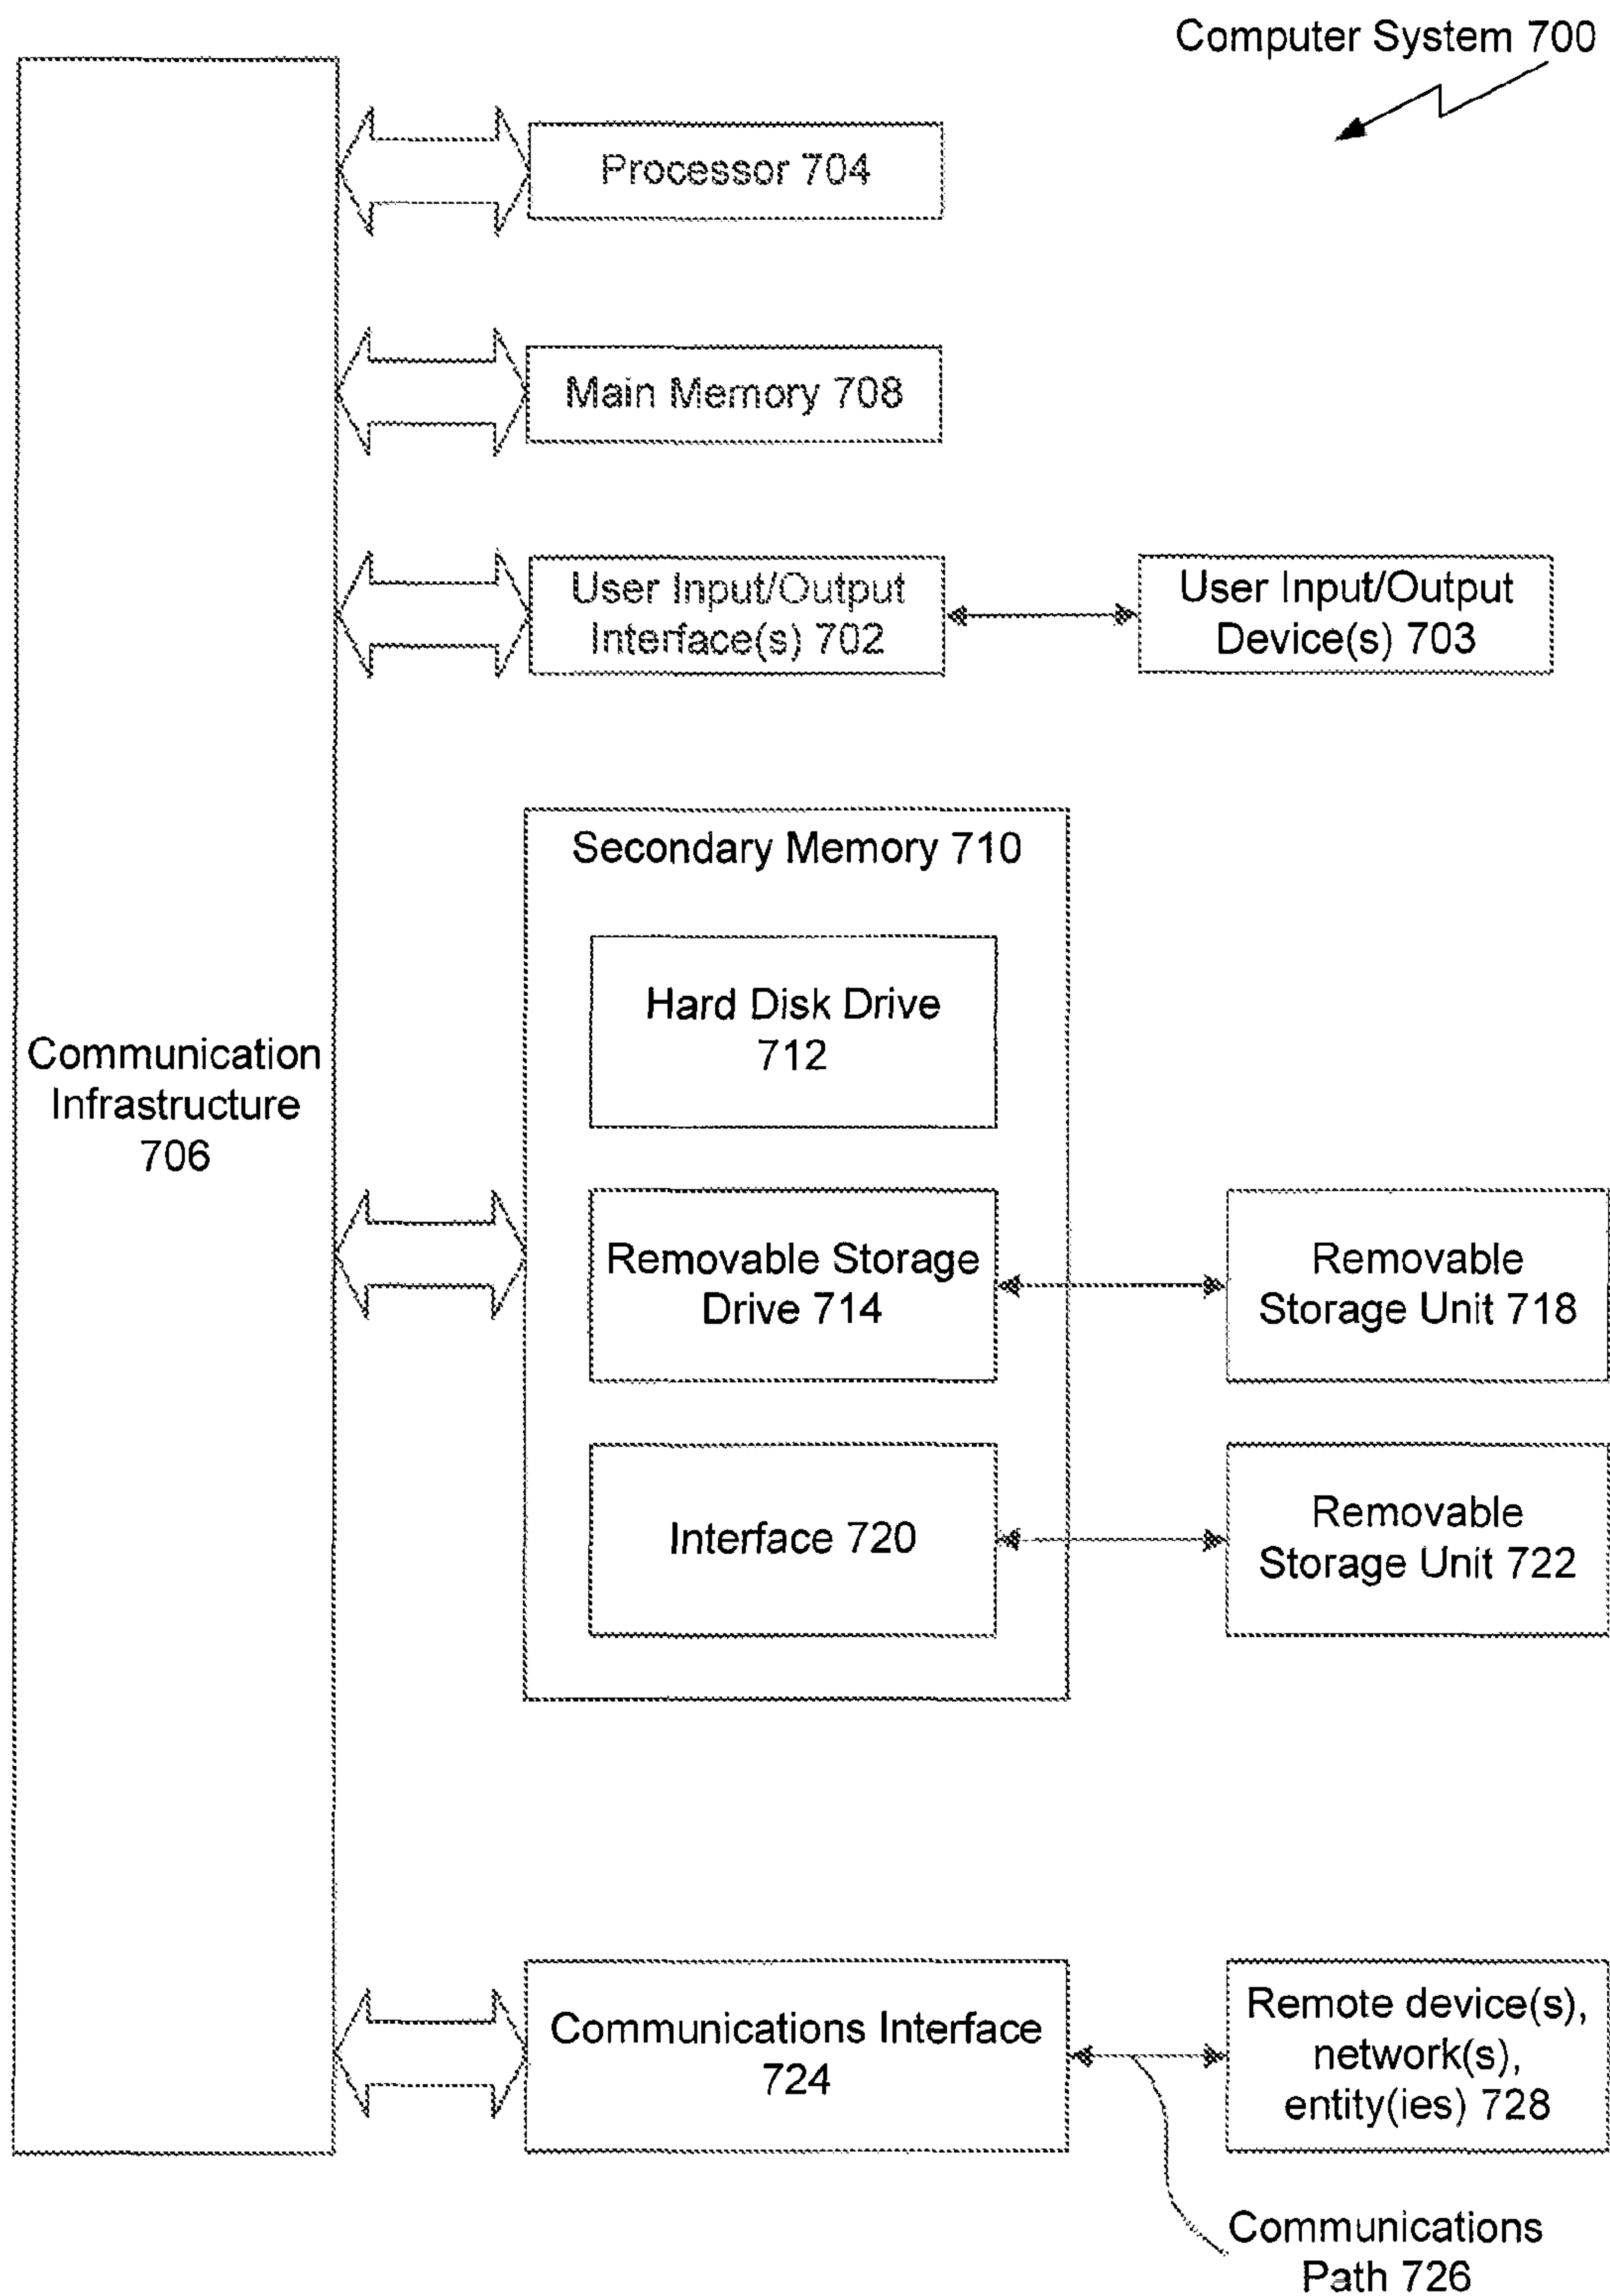 Computer System 700
Processor 704
Main Memory 708
User Input/Output
Interface(s) 702
User Input/Output
Device(s) 703
Secondary Memory 710
Hard Disk Drive
712
Communication
Infrastructure
706
Removable Storage
Drive 714
Removable
Storage Unit 718
Interface 720
Removable
Storage Unit 722
Communications Interface
724
Remote device(s),
network(s),
entity(ies) 728
Communications
Path 726